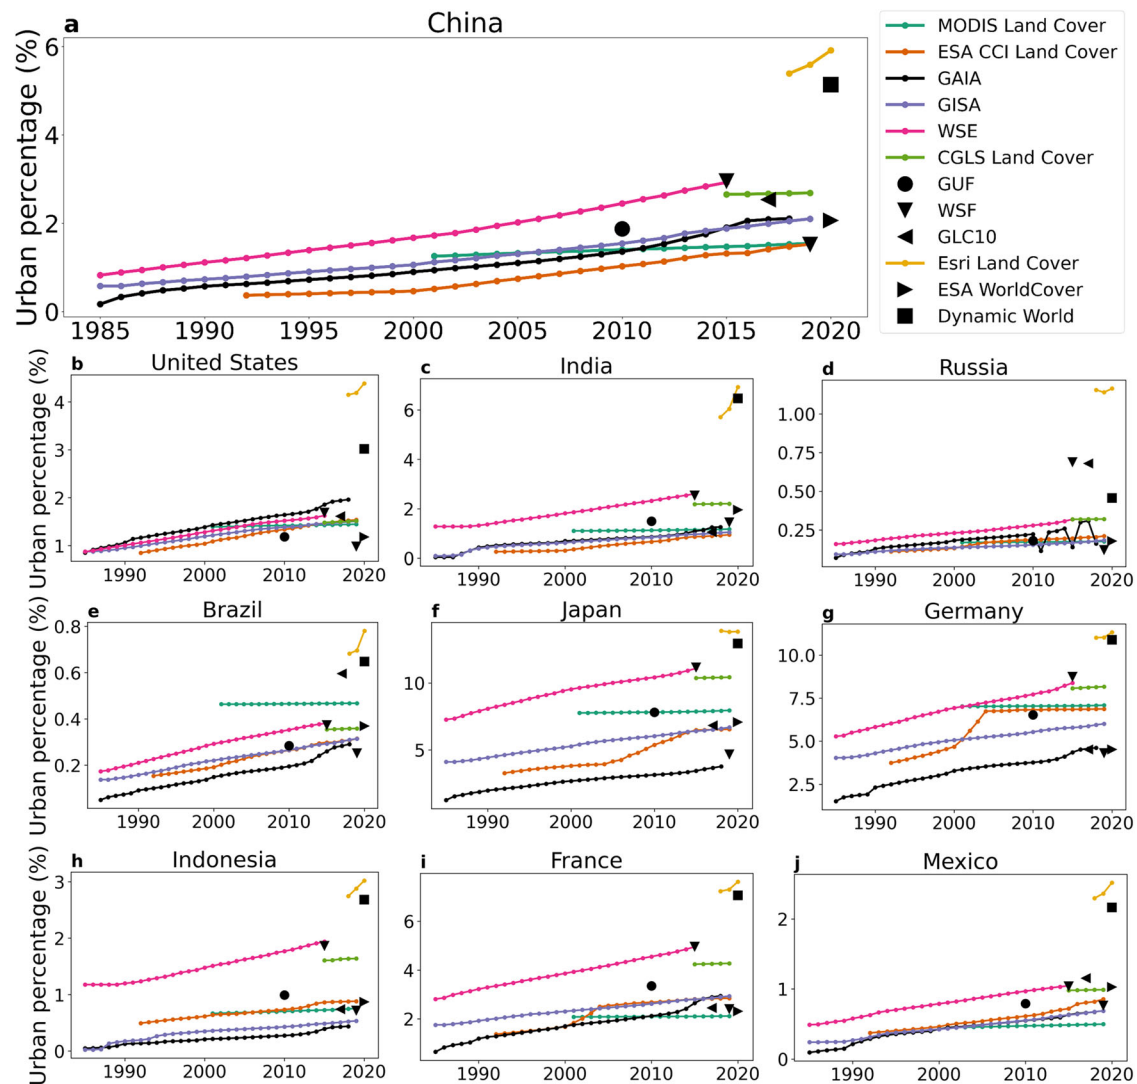 a China
Urban percentage (%)
6
4
2
0
1985 1990 1995 2000 2005 2010 2015 2020
MODIS Land Cover
ESA CCI Land Cover
GAIA
GISA
WSE
CGLS Land Cover
GUF
WSF
GLC10
Esri Land Cover
ESA WorldCover
Dynamic World
b United States
Urban percentage (%)
4
3
2
1
1990 2000 2010 2020
c India
6
4
2
0
1990 2000 2010 2020
d Russia
1.00
0.75
0.50
0.25
1990 2000 2010 2020
e Brazil
Urban percentage (%)
0.8
0.6
0.4
0.2
1990 2000 2010 2020
f Japan
10
5
1990 2000 2010 2020
g Germany
10.0
7.5
5.0
2.5
1990 2000 2010 2020
h Indonesia
Urban percentage (%)
3
2
1
0
1990 2000 2010 2020
i France
6
4
2
1990 2000 2010 2020
j Mexico
2
1
0
1990 2000 2010 2020